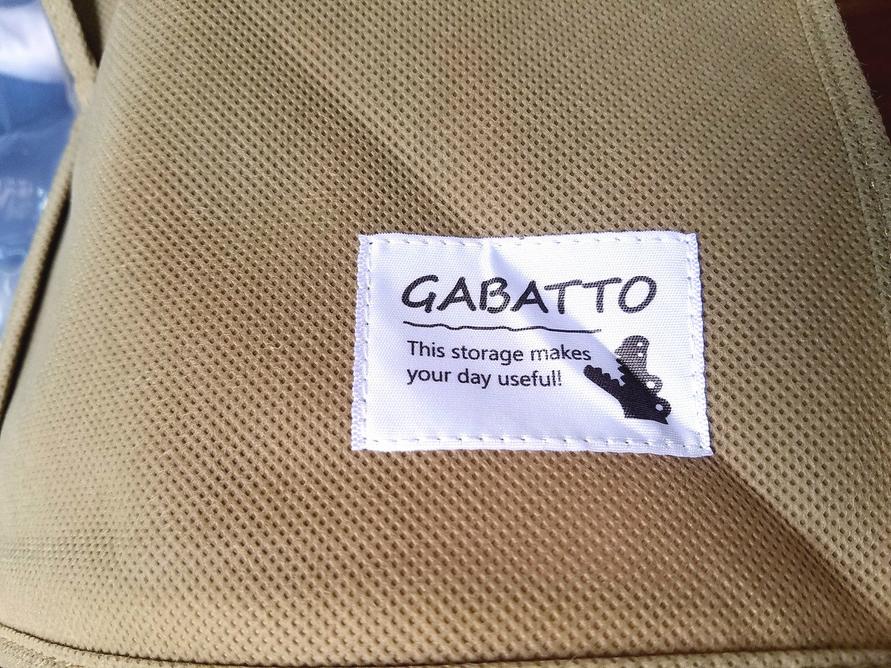 GABATTO
This storage makes
your day useful!